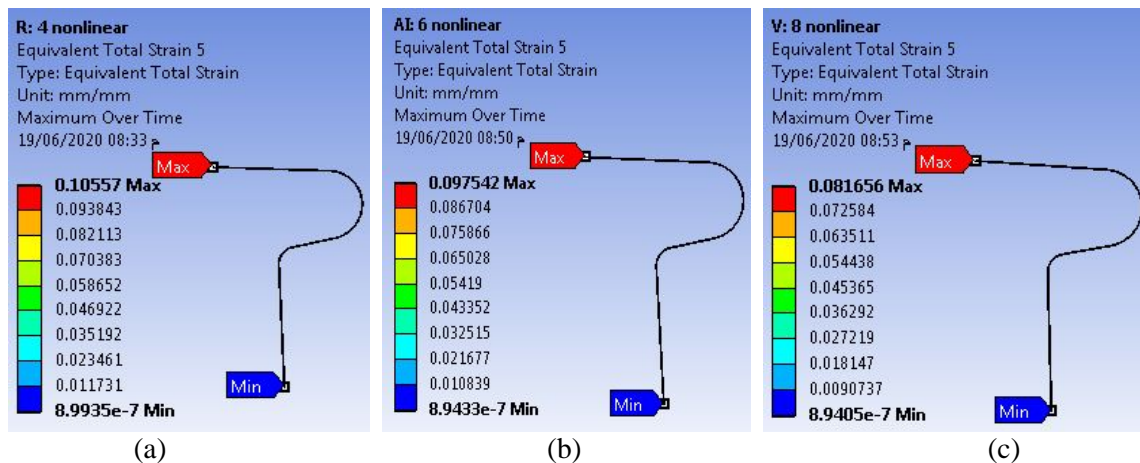 R: 4 nonlinear
Equivalent Total Strain 5
Type: Equivalent Total Strain
Unit: mm/mm
Maximum Over Time
19/06/2020 08:33 م
Max
0.10557 Max
0.093843
0.082113
0.070383
0.058652
0.046922
0.035192
0.023461
0.011731
8.9935e-7 Min
Min
(a)
AI: 6 nonlinear
Equivalent Total Strain 5
Type: Equivalent Total Strain
Unit: mm/mm
Maximum Over Time
19/06/2020 08:50 م
Max
0.097542 Max
0.086704
0.075866
0.065028
0.05419
0.043352
0.032515
0.021677
0.010839
8.9433e-7 Min
Min
(b)
V: 8 nonlinear
Equivalent Total Strain 5
Type: Equivalent Total Strain
Unit: mm/mm
Maximum Over Time
19/06/2020 08:53 م
Max
0.081656 Max
0.072584
0.063511
0.054438
0.045365
0.036292
0.027219
0.018147
0.0090737
8.9405e-7 Min
Min
(c)